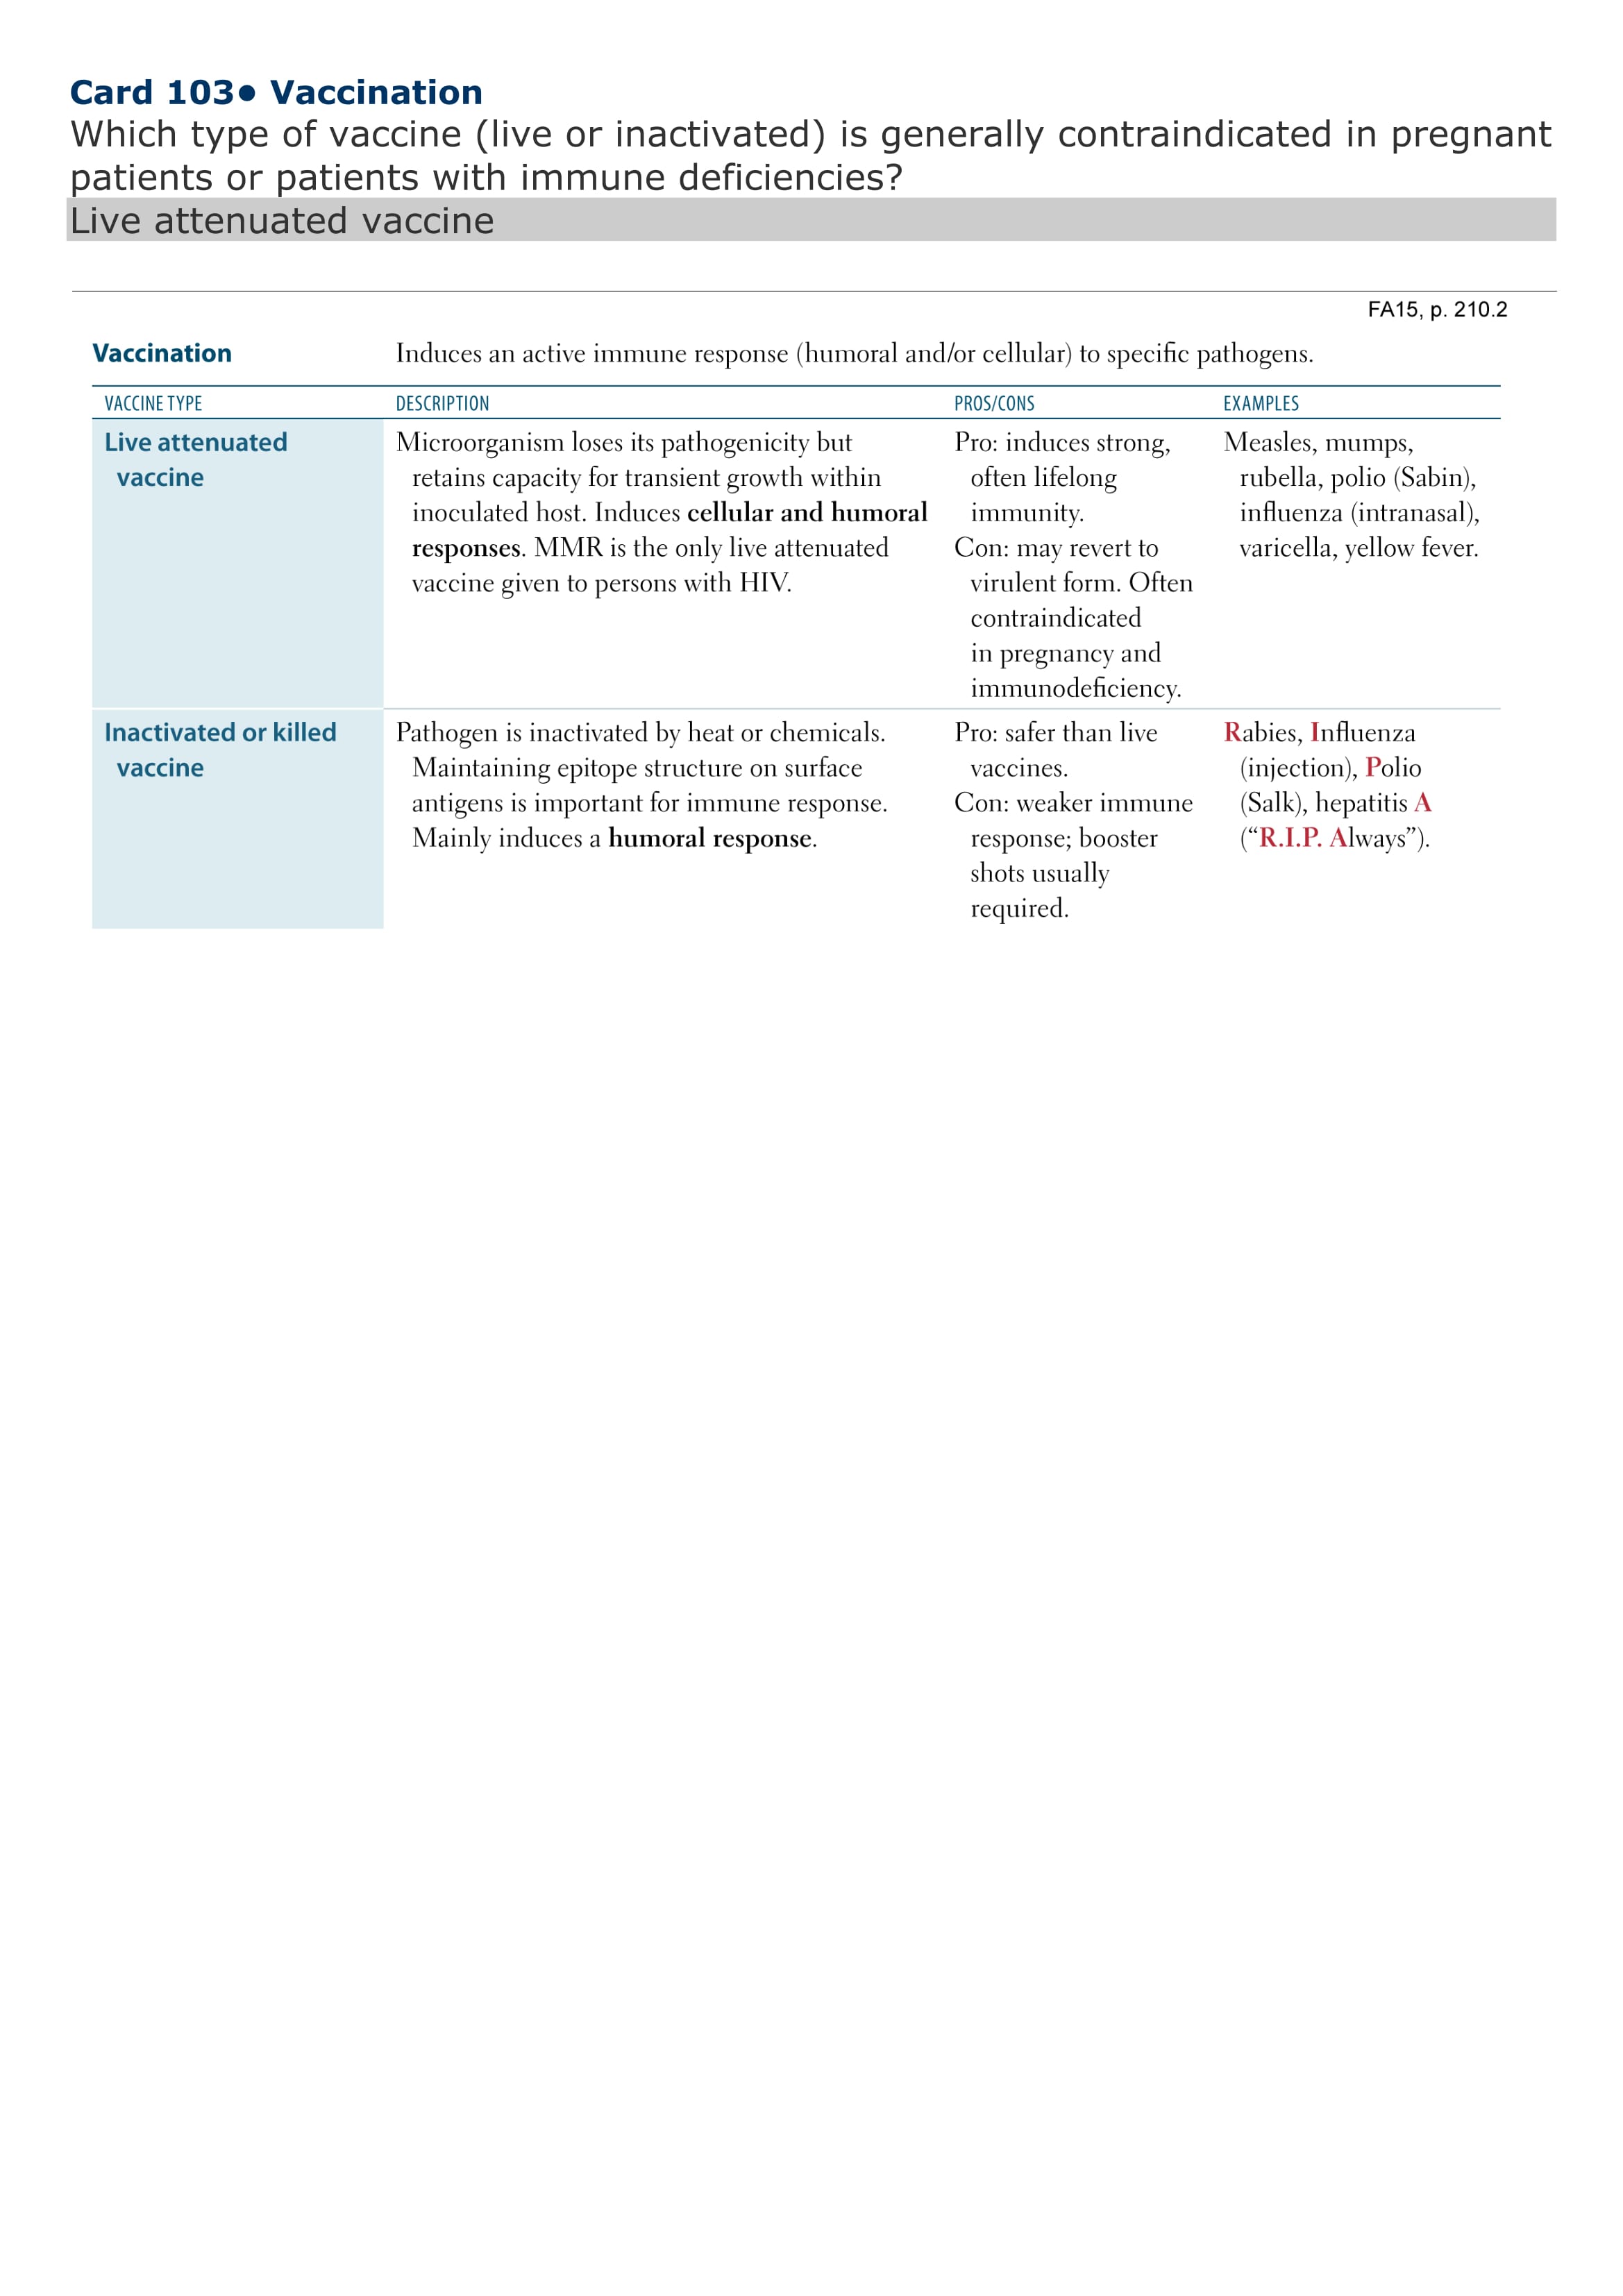 Card 103• Vaccination
Which type of vaccine (live or inactivated) is generally contraindicated in pregnant
patients or patients with immune deficiencies?
Live attenuated vaccine
FA15, p. 210.2
Vaccination Induces an active immune response (humoral and/or cellular) to specific pathogens.
VACCINE TYPE DESCRIPTION PROS/CONS EXAMPLES
Live attenuated
vaccine
Microorganism loses its pathogenicity but
retains capacity for transient growth within
inoculated host. Induces cellular and humoral
responses. MMR is the only live attenuated
vaccine given to persons with HIV.
Pro: induces strong,
often lifelong
immunity.
Con: may revert to
virulent form. Often
contraindicated
in pregnancy and
immunodeficiency.
Measles, mumps,
rubella, polio (Sabin),
influenza (intranasal),
varicella, yellow fever.
Inactivated or killed
vaccine
Pathogen is inactivated by heat or chemicals.
Maintaining epitope structure on surface
antigens is important for immune response.
Mainly induces a humoral response.
Pro: safer than live
vaccines.
Con: weaker immune
response; booster
shots usually
required.
Rabies, Influenza
(injection), Polio
(Salk), hepatitis A
(“R.I.P. Always”).